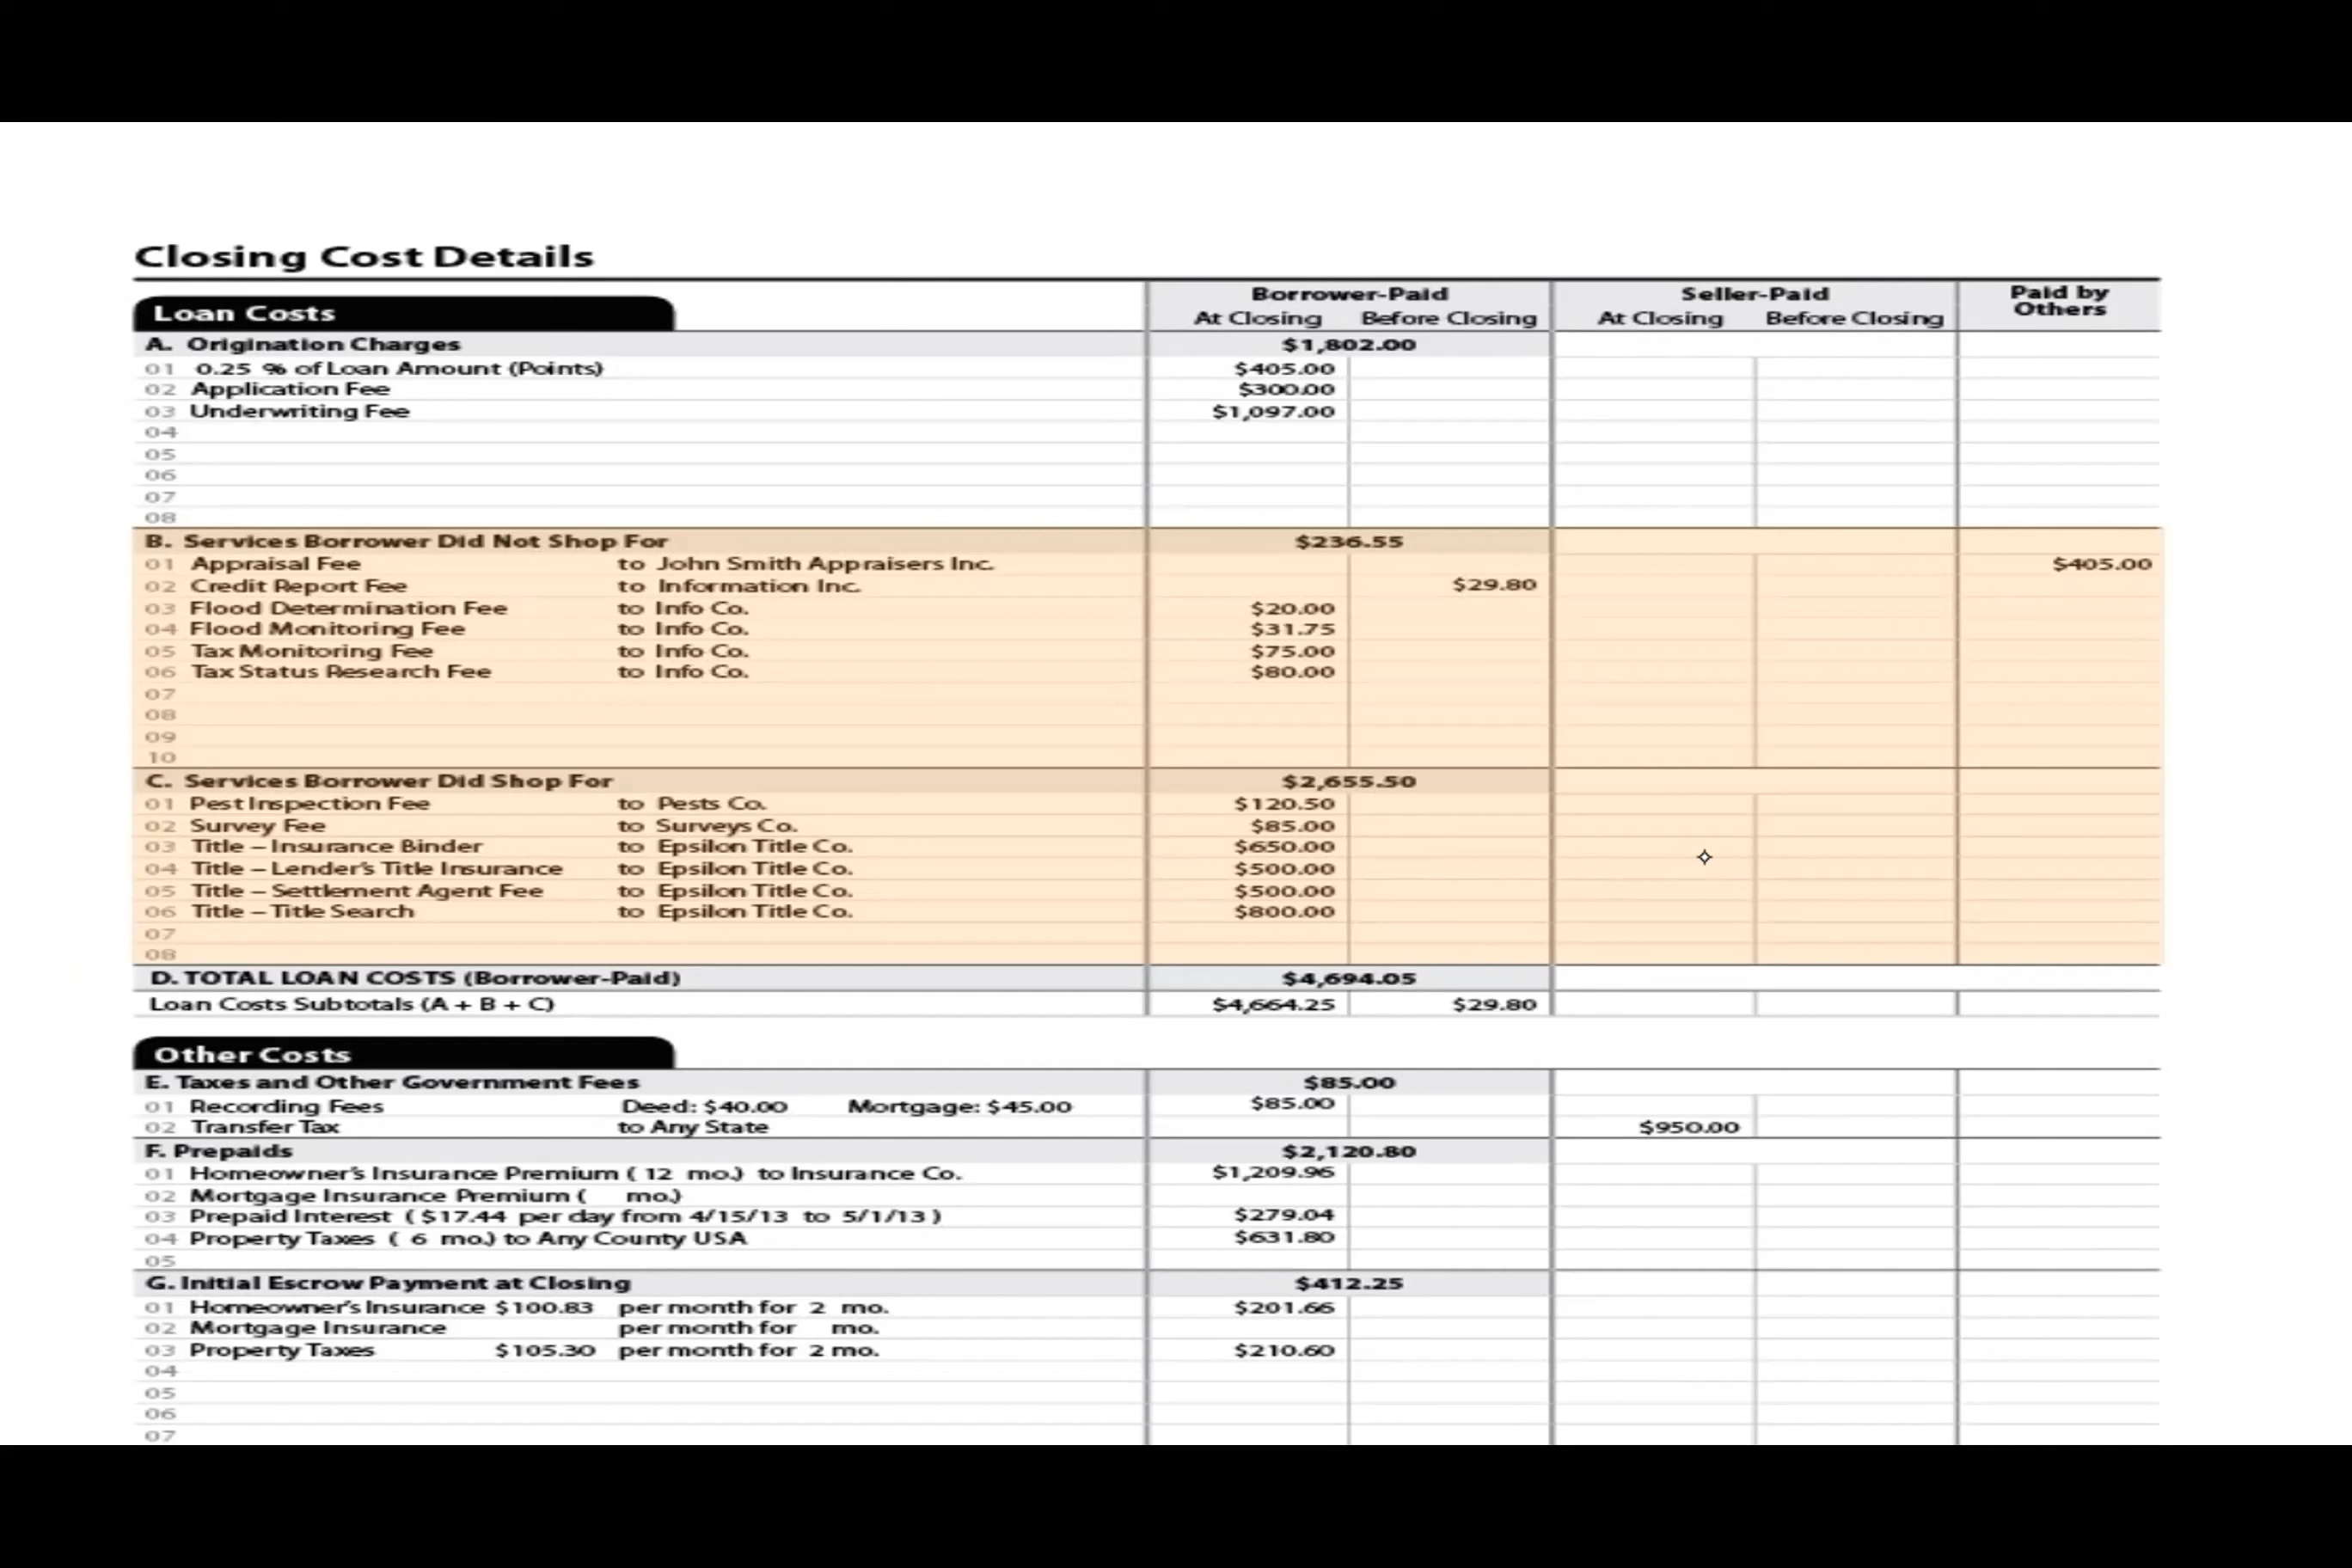 Closing Cost Details
Loan Costs
Borrower-Paid Seller-Paid Paid by Others
At Closing Before Closing At Closing Before Closing
A. Origination Charges $1,802.00
01 0.25 % of Loan Amount (Points) $405.00
02 Application Fee $300.00
03 Underwriting Fee $1,097.00
04
05
06
07
08
B. Services Borrower Did Not Shop For $236.55
01 Appraisal Fee to John Smith Appraisers Inc. $405.00
02 Credit Report Fee to Information Inc. $29.80
03 Flood Determination Fee to Info Co. $20.00
04 Flood Monitoring Fee to Info Co. $31.75
05 Tax Monitoring Fee to Info Co. $75.00
06 Tax Status Research Fee to Info Co. $80.00
07
08
09
10
C. Services Borrower Did Shop For $2,655.50
01 Pest Inspection Fee to Pests Co. $120.50
02 Survey Fee to Surveys Co. $85.00
03 Title – Insurance Binder to Epsilon Title Co. $650.00
04 Title – Lender's Title Insurance to Epsilon Title Co. $500.00
05 Title – Settlement Agent Fee to Epsilon Title Co. $500.00
06 Title – Title Search to Epsilon Title Co. $800.00
07
08
D. TOTAL LOAN COSTS (Borrower-Paid) $4,694.05
Loan Costs Subtotals (A + B + C) $4,664.25 $29.80
Other Costs
E. Taxes and Other Government Fees $85.00
01 Recording Fees Deed: $40.00 Mortgage: $45.00 $85.00
02 Transfer Tax to Any State $950.00
F. Prepaids $2,120.80
01 Homeowner's Insurance Premium ( 12 mo.) to Insurance Co. $1,209.96
02 Mortgage Insurance Premium ( mo.)
03 Prepaid Interest ( $17.44 per day from 4/15/13 to 5/1/13 ) $279.04
04 Property Taxes ( 6 mo.) to Any County USA $631.80
05
G. Initial Escrow Payment at Closing $412.25
01 Homeowner's Insurance $100.83 per month for 2 mo. $201.66
02 Mortgage Insurance per month for mo.
03 Property Taxes $105.30 per month for 2 mo. $210.60
04
05
06
07